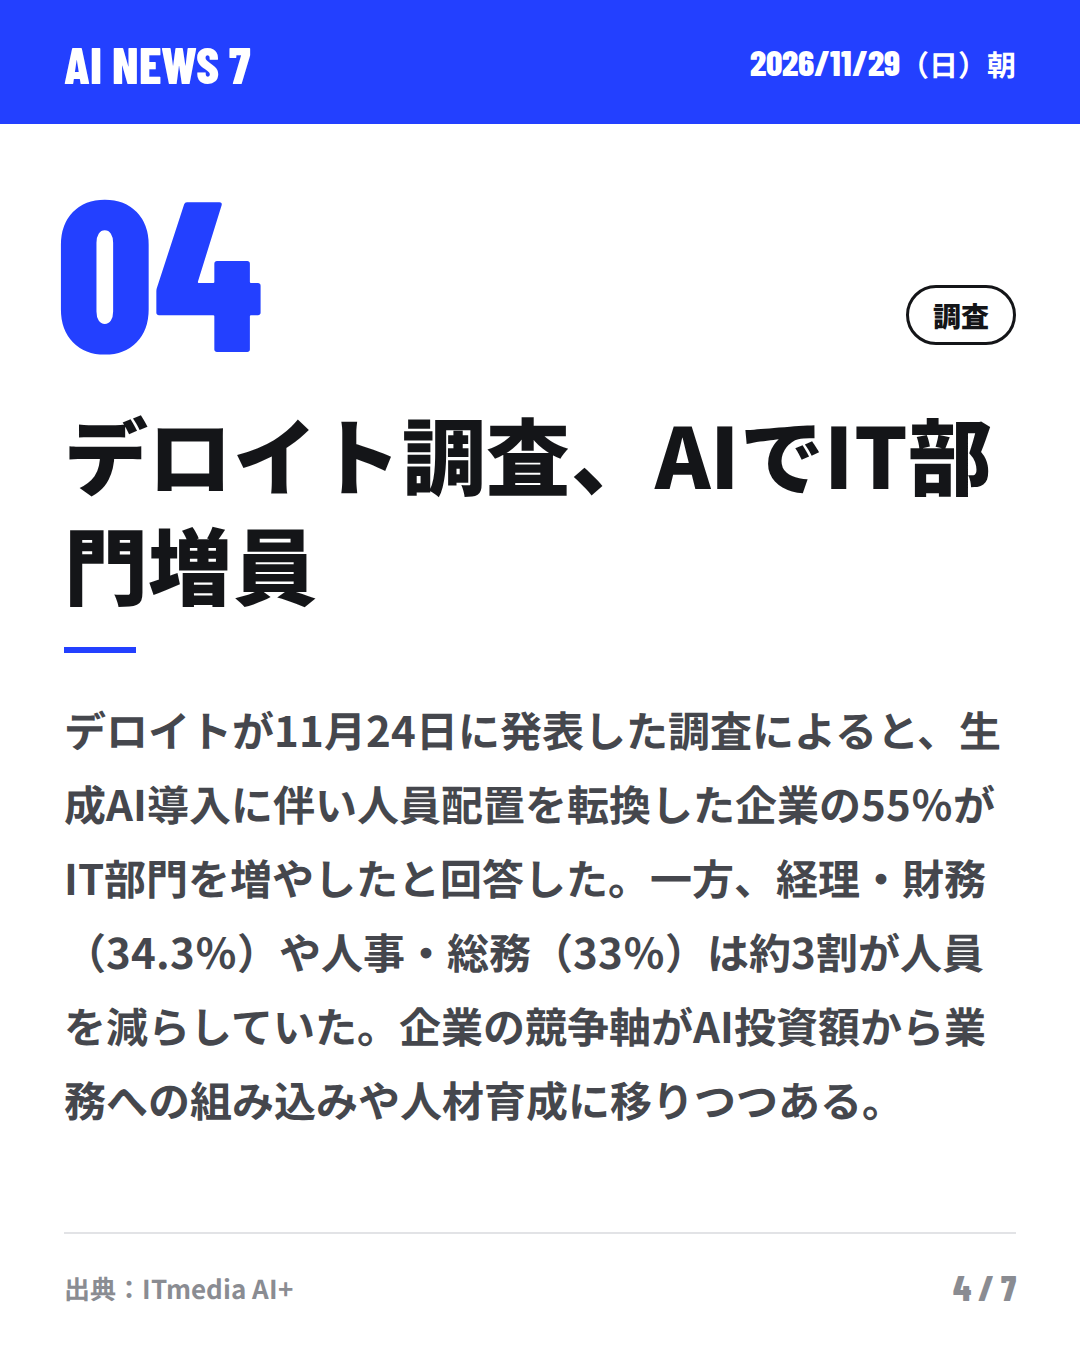 AI NEWS 7
2026/11/29（日）朝
04
調査
デロイト調査、AIでIT部
門増員
デロイトが11月24日に発表した調査によると、生
成AI導入に伴い人員配置を転換した企業の55%が
IT部門を増やしたと回答した。一方、経理・財務
（34.3%）や人事・総務（33%）は約3割が人員
を減らしていた。企業の競争軸がAI投資額から業
務への組み込みや人材育成に移りつつある。
出典：ITmedia AI+
4 / 7